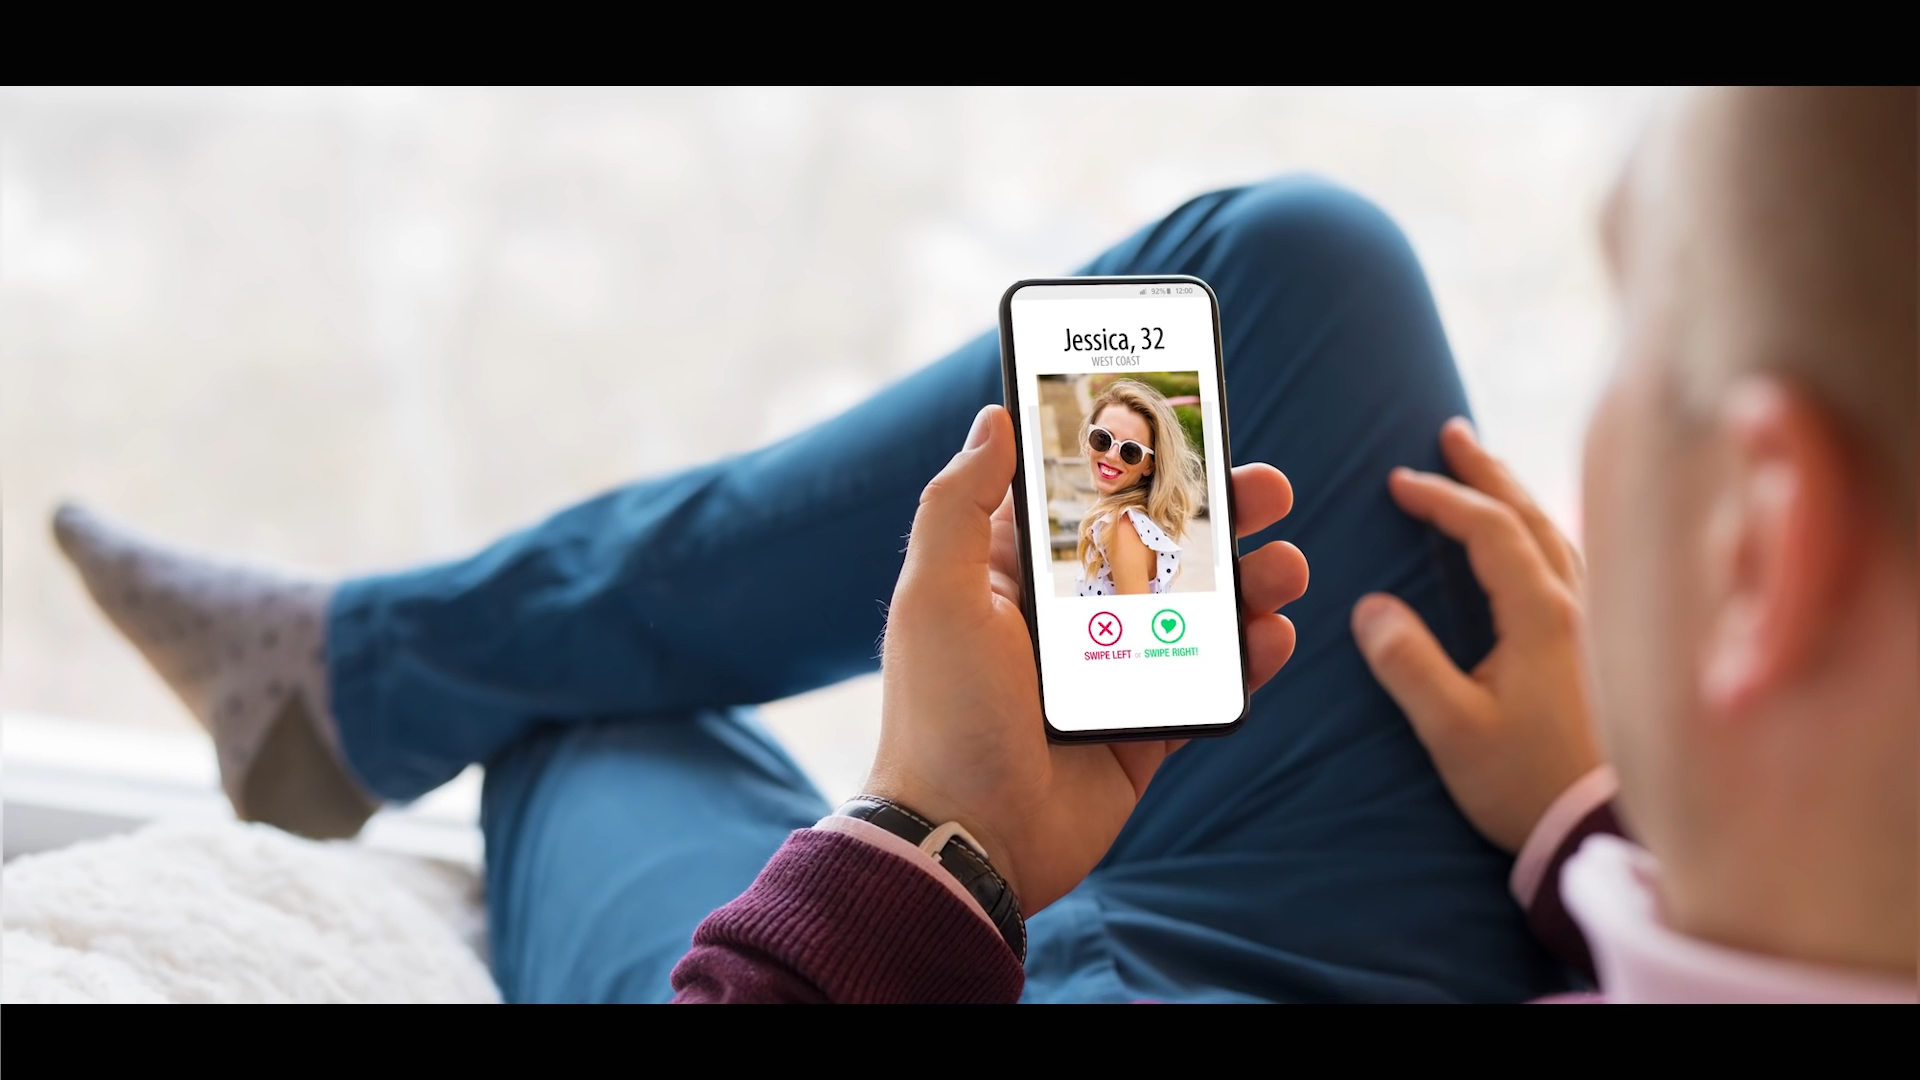 92% 12:00
Jessica, 32
WEST COAST
SWIPE LEFT OR SWIPE RIGHT!